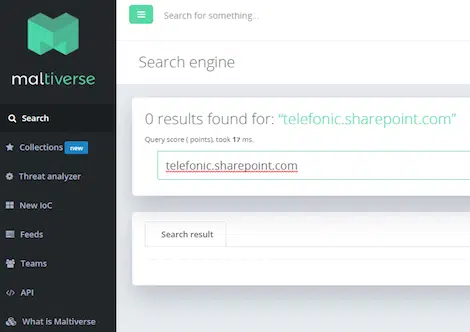 Search for something...
maltiverse
Search engine
Search
Collections new
Threat analyzer
New IoC
Feeds
Teams
API
What is Maltiverse
0 results found for: “telefonic.sharepoint.com”
Query score ( points), took 17 ms.
telefonic.sharepoint.com
Search result